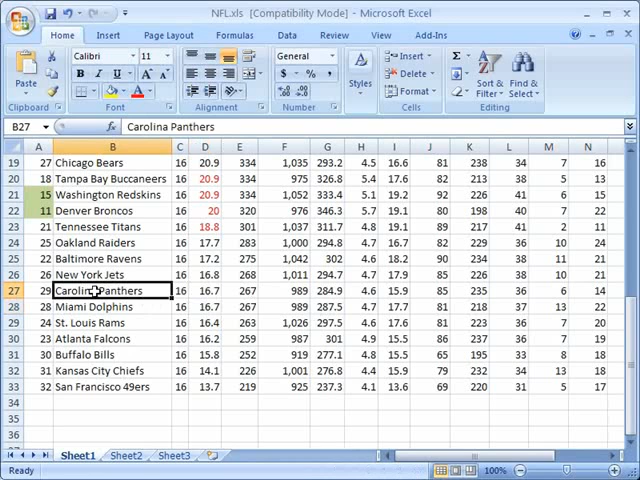 NFL.xls [Compatibility Mode] - Microsoft Excel
Home Insert Page Layout Formulas Data Review View Add-Ins
Paste
Clipboard
Calibri 11
B I U
Font
Alignment
General
$ % ,
Number
Styles
Insert
Delete
Format
Cells
Sort & Filter
Find & Select
Editing
B27 fx Carolina Panthers
A B C D E F G H I J K L M N
19 27 Chicago Bears 16 20.9 334 1,035 293.2 4.5 16.6 81 238 34 7 16
20 18 Tampa Bay Buccaneers 16 20.9 334 975 326.8 5.4 17.6 85 230 37 6 13
21 15 Washington Redskins 16 20.9 334 1,052 333.4 5.1 19.2 92 226 41 6 15
22 11 Denver Broncos 16 20 320 976 346.3 5.7 19.1 80 198 40 7 22
23 21 Tennessee Titans 16 18.8 301 1,037 311.7 4.8 19.1 89 217 41 2 11
24 25 Oakland Raiders 16 17.7 283 1,000 294.8 4.7 16.7 82 229 36 10 24
25 22 Baltimore Ravens 16 17.2 275 1,042 302 4.6 18.2 90 231 39 8 22
26 26 New York Jets 16 16.8 268 1,011 294.7 4.7 17.9 85 226 38 10 21
27 29 Carolina Panthers 16 16.7 267 989 284.9 4.6 15.9 85 235 36 6 14
28 28 Miami Dolphins 16 16.7 267 989 287.5 4.7 17.7 81 218 37 13 22
29 24 St. Louis Rams 16 16.4 263 1,026 297.5 4.6 17.6 83 227 36 7 20
30 23 Atlanta Falcons 16 16.2 259 987 301 4.9 15.5 86 237 36 7 19
31 30 Buffalo Bills 16 15.8 252 919 277.1 4.8 15.5 65 195 33 8 18
32 31 Kansas City Chiefs 16 14.1 226 1,001 276.8 4.4 15.9 79 232 34 13 18
33 32 San Francisco 49ers 16 13.7 219 925 237.3 4.1 13.6 69 220 31 5 17
34
35
36
37
Sheet1 Sheet2 Sheet3
Ready 100%